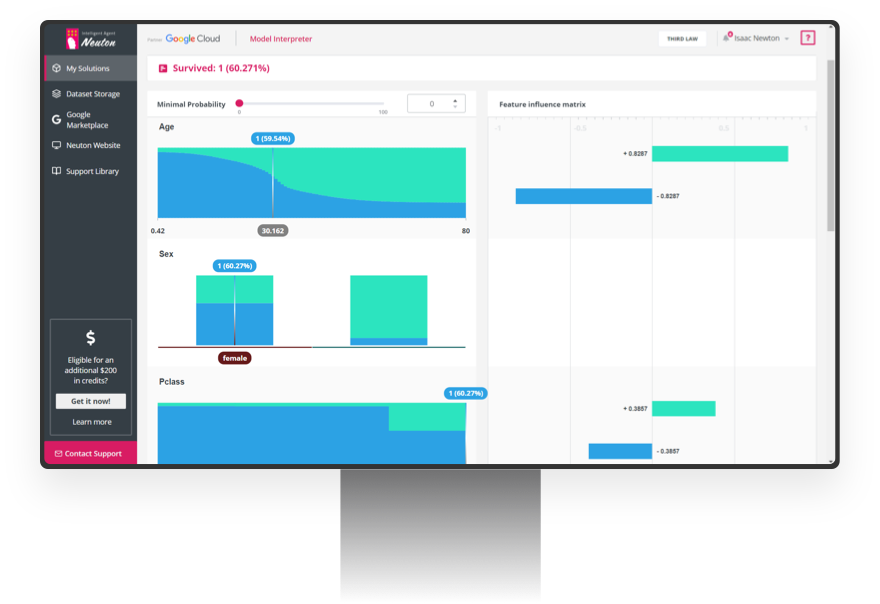 Intelligent Agent
Neuton
Partner Google Cloud
Model Interpreter
THIRD LAW
Isaac Newton
?
My Solutions
Dataset Storage
Google
Marketplace
Neuton Website
Support Library
$
Eligible for an
additional $200
in credits?
Get it now!
Learn more
Contact Support
Survived: 1 (60.271%)
Minimal Probability
0
100
0
Age
1 (59.54%)
0.42
30.162
80
Sex
1 (60.27%)
female
Pclass
1 (60.27%)
Feature influence matrix
-1
-0.5
0.5
1
+ 0.8287
- 0.8287
+ 0.3857
- 0.3857